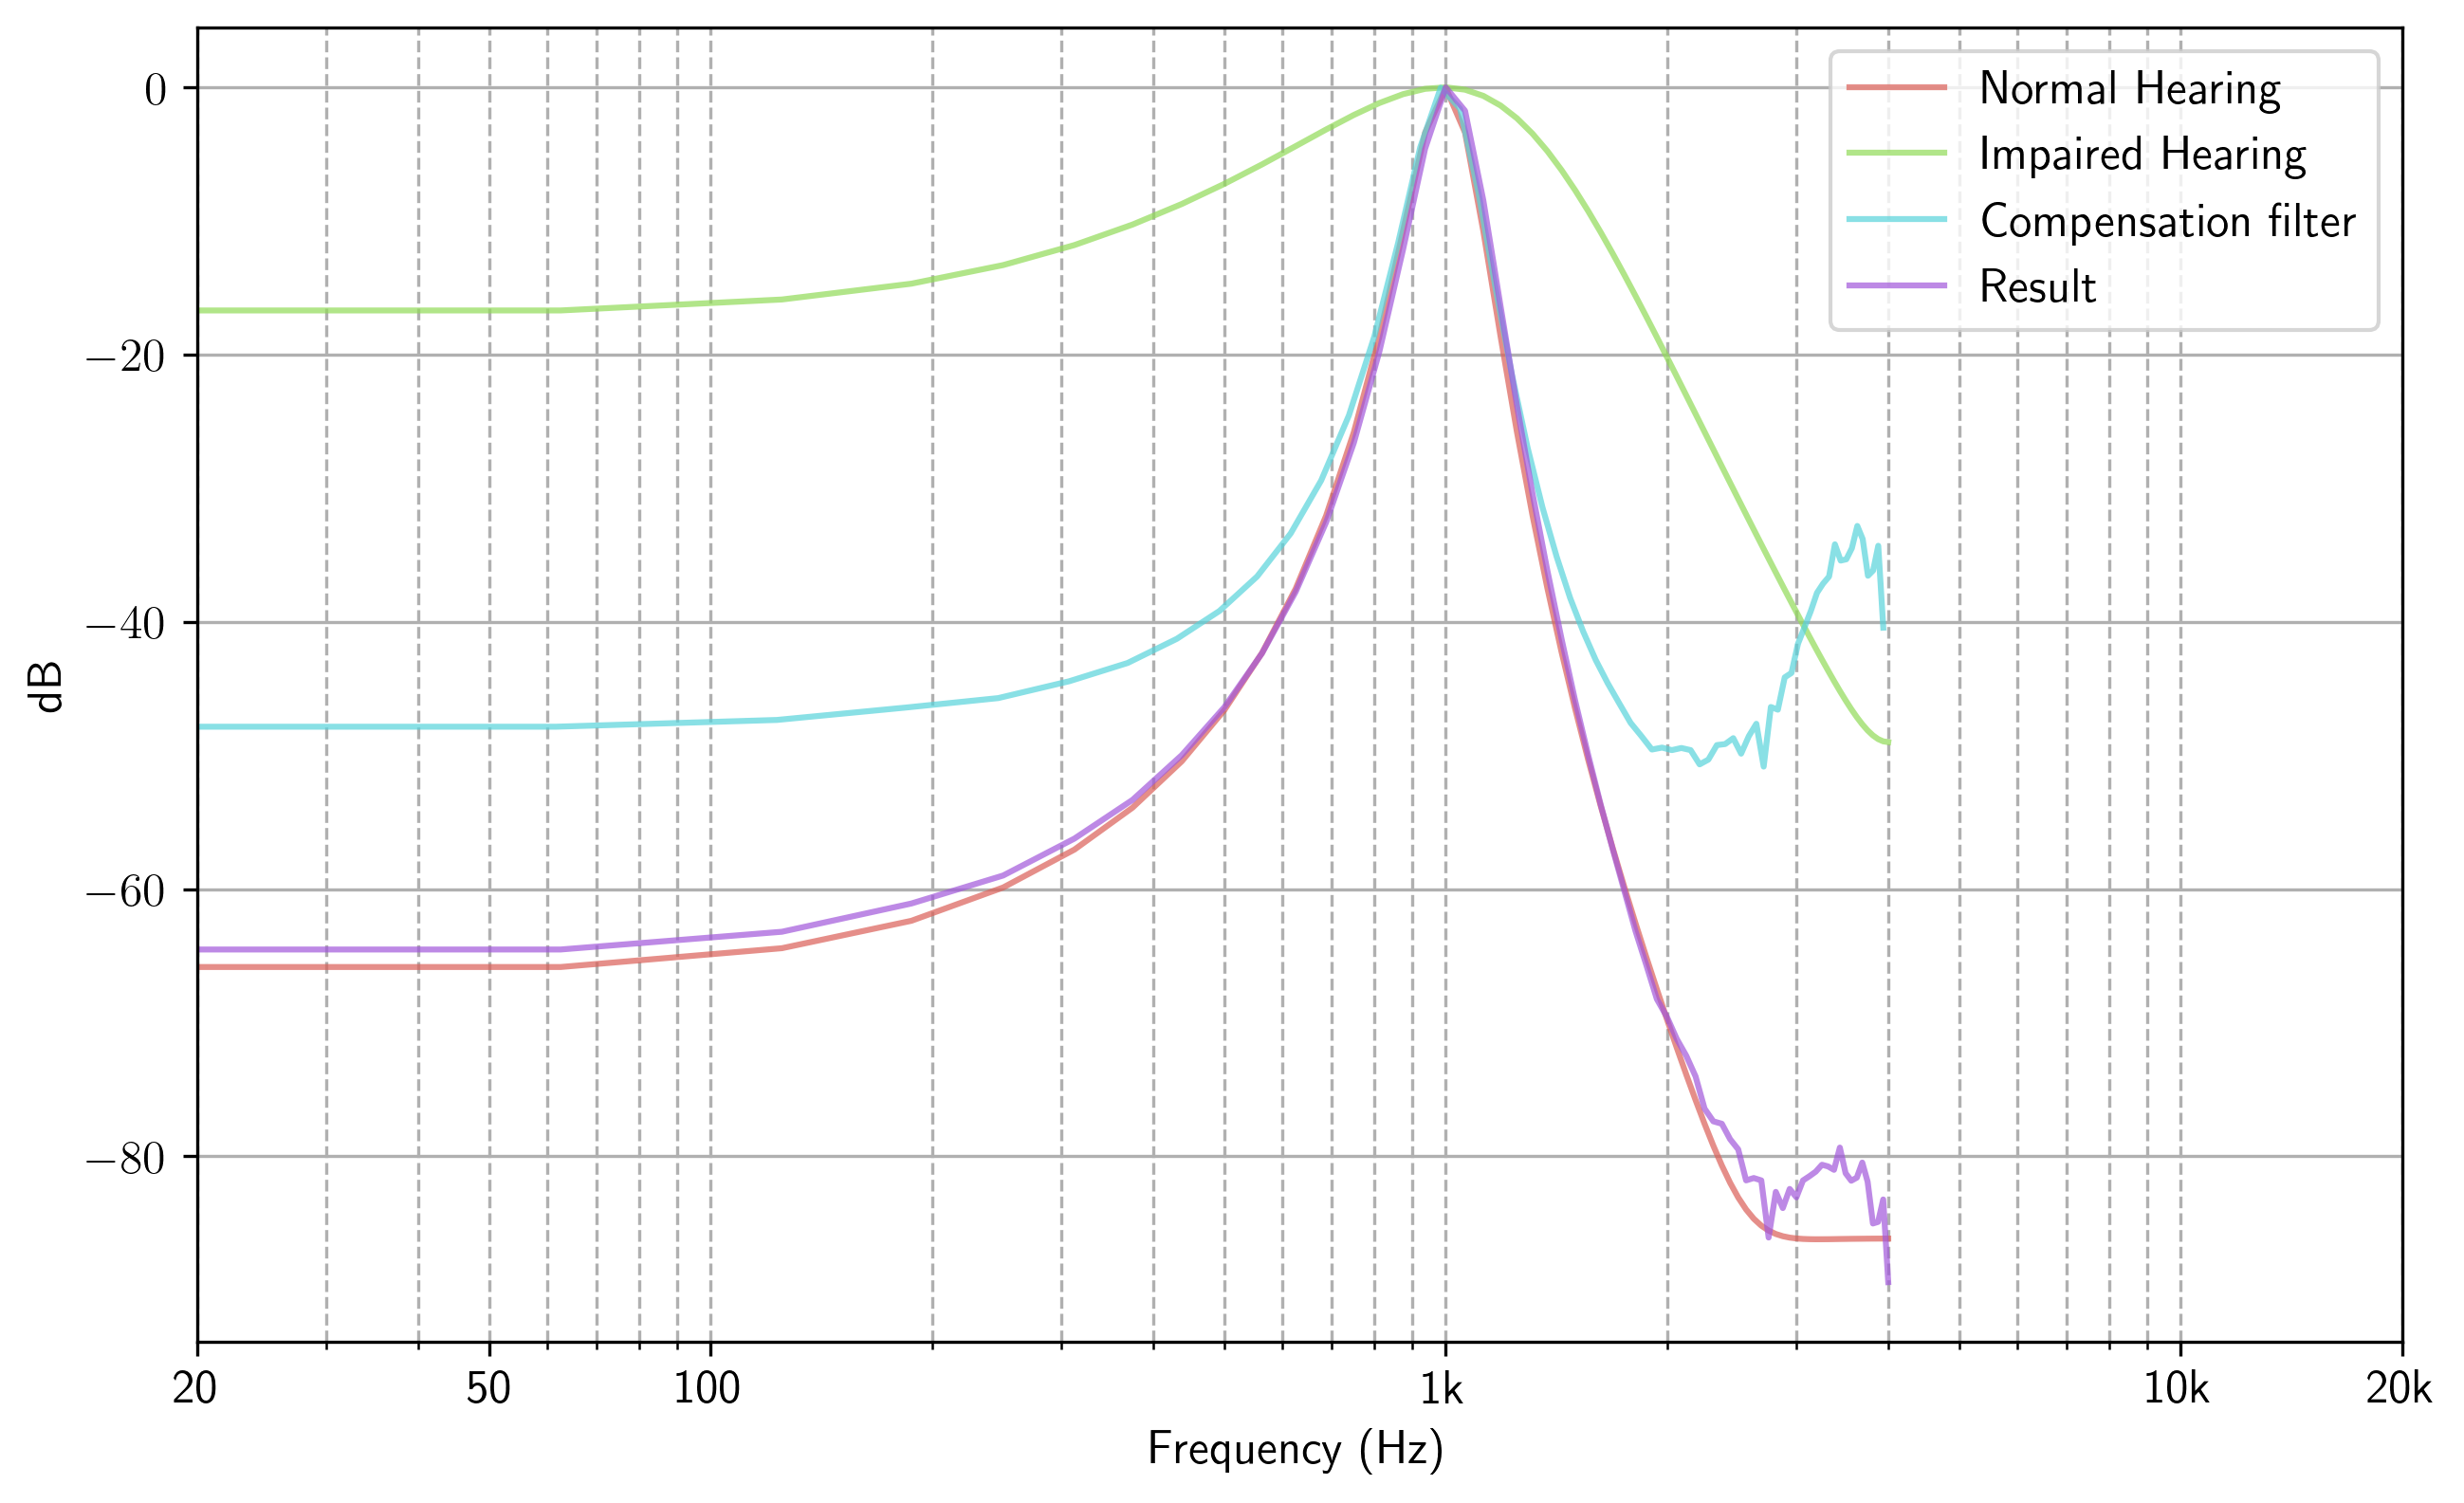 Normal Hearing
Impaired Hearing
Compensation filter
Result
0
−20
−40
−60
−80
dB
20 50 100 1k 10k 20k
Frequency (Hz)